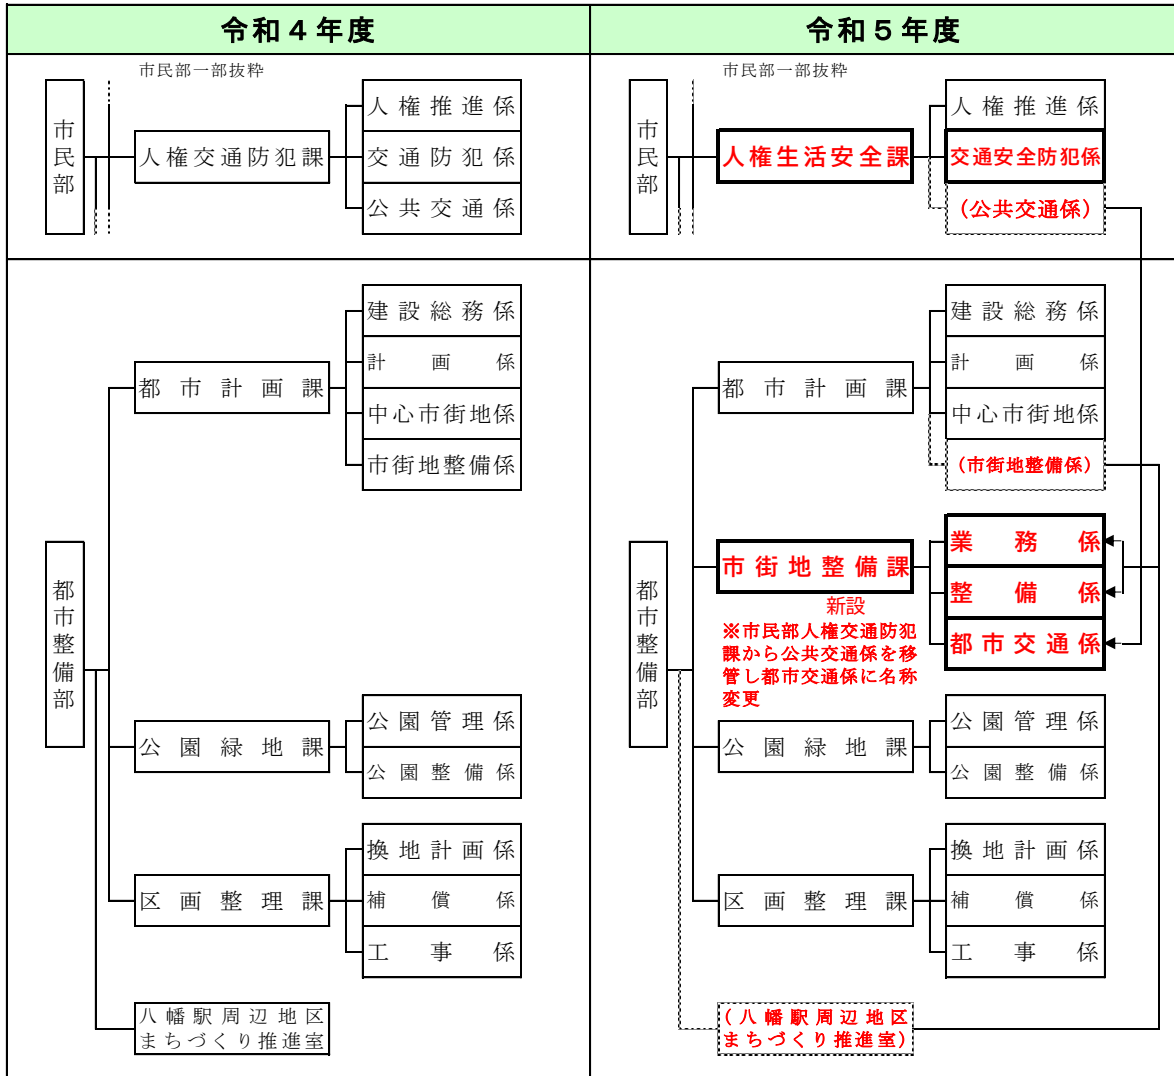 令和４年度
市民部一部抜粋
市民部
人権交通防犯課
人権推進係
交通防犯係
公共交通係
都市整備部
都市計画課
建設総務係
計画係
中心市街地係
市街地整備係
公園緑地課
公園管理係
公園整備係
区画整理課
換地計画係
補償係
工事係
八幡駅周辺地区
まちづくり推進室
令和５年度
市民部一部抜粋
市民部
人権生活安全課
人権推進係
交通安全防犯係
（公共交通係）
都市整備部
都市計画課
建設総務係
計画係
中心市街地係
（市街地整備係）
市街地整備課
新設
※市民部人権交通防犯
課から公共交通係を移
管し都市交通係に名称
変更
業務係
整備係
都市交通係
公園緑地課
公園管理係
公園整備係
区画整理課
換地計画係
補償係
工事係
（八幡駅周辺地区
まちづくり推進室）